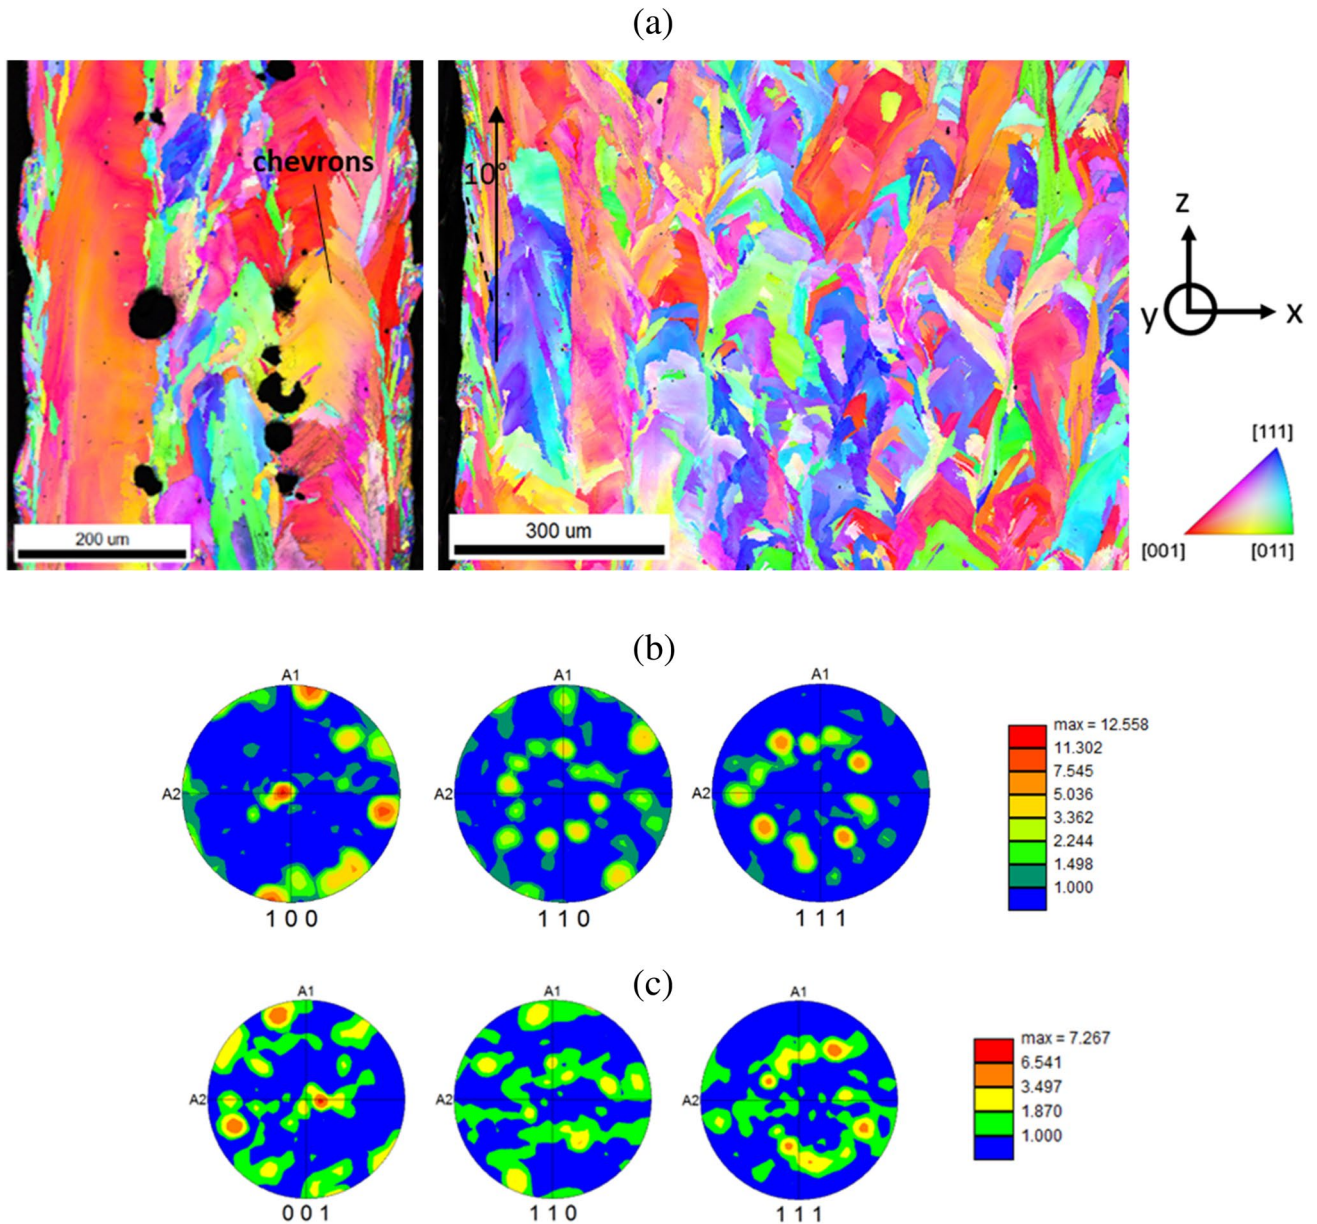 (a)
chevrons
10°
200 um
300 um
z
y
x
[111]
[001]
[011]
(b)
A1
A1
A1
A2
A2
A2
1 0 0
1 1 0
1 1 1
max = 12.558
11.302
7.545
5.036
3.362
2.244
1.498
1.000
(c)
A1
A1
A1
A2
A2
A2
0 0 1
1 1 0
1 1 1
max = 7.267
6.541
3.497
1.870
1.000